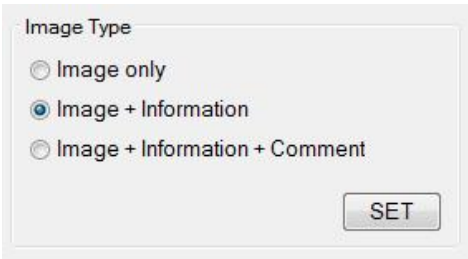 Image Type
Image only
Image + Information
Image + Information + Comment
SET